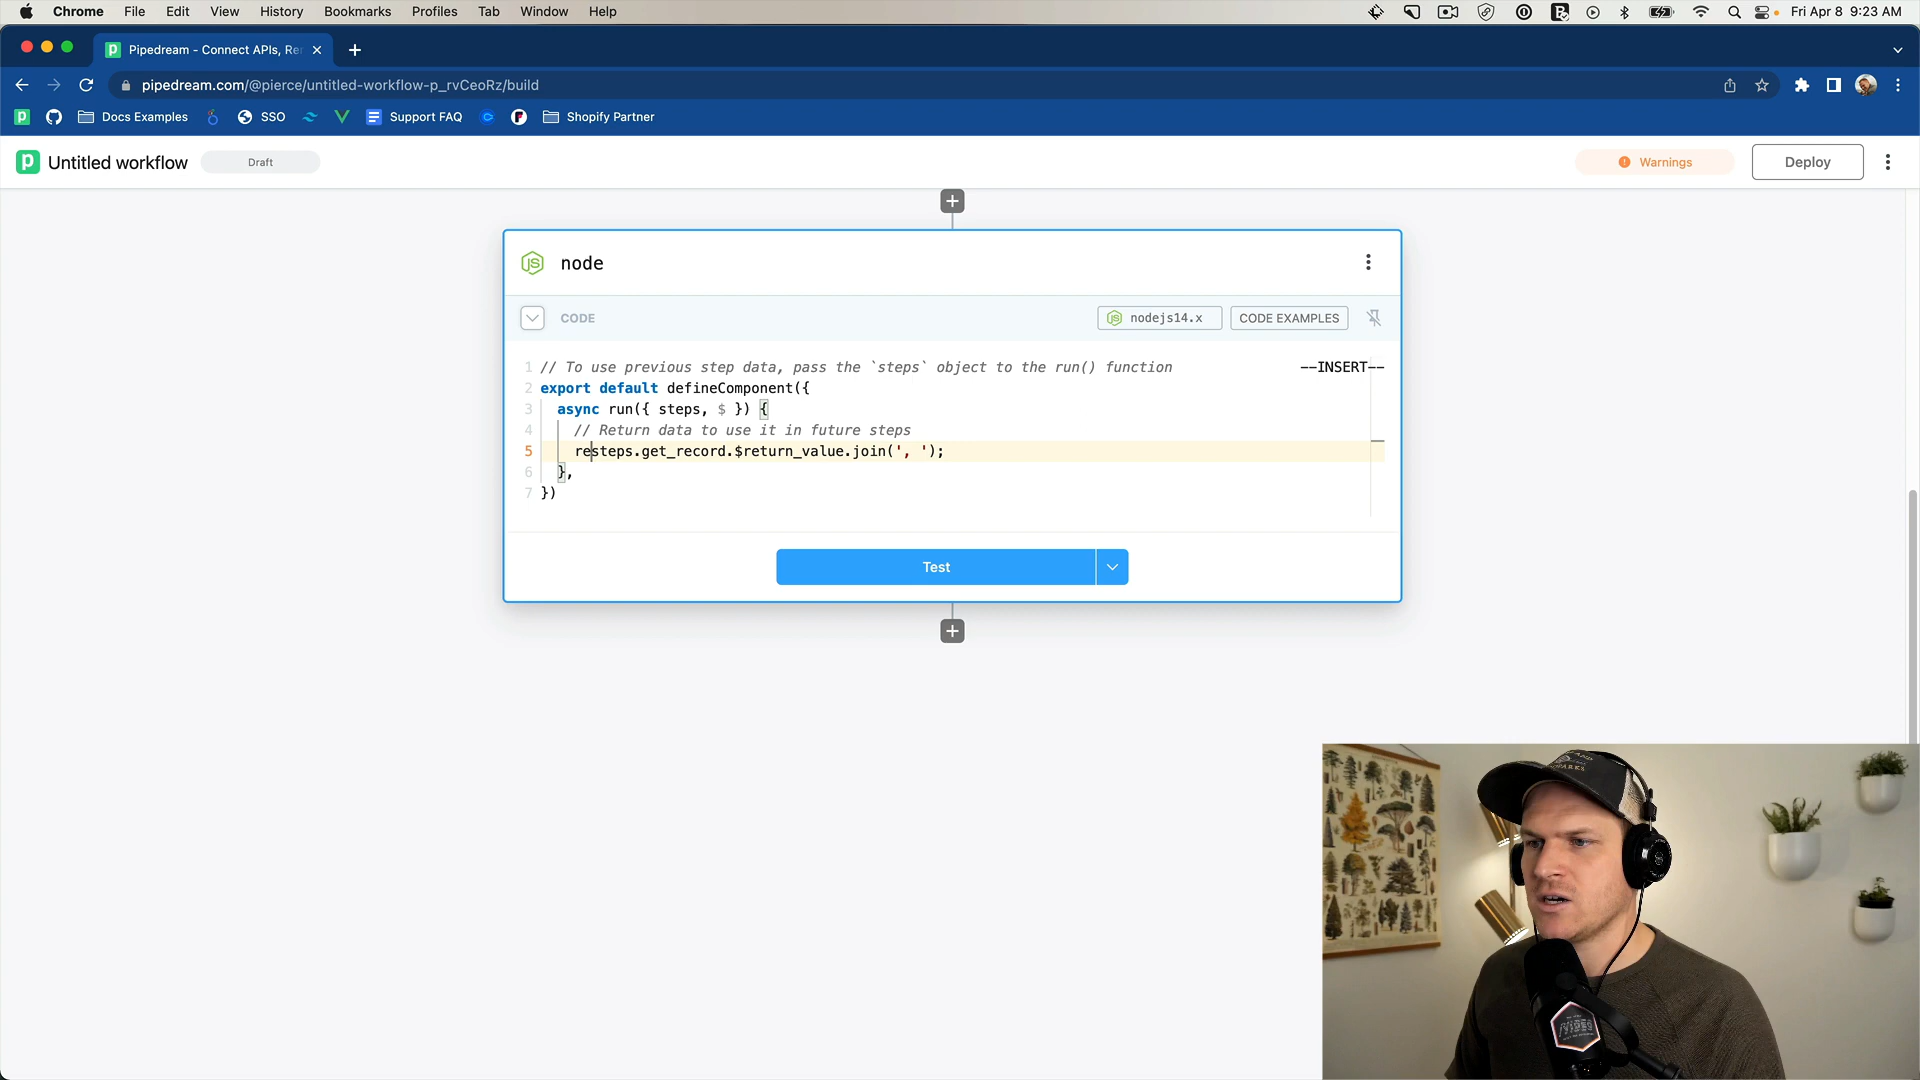 Chrome File Edit View History Bookmarks Profiles Tab Window Help Fri Apr 8 9:23 AM
Pipedream - Connect APIs, Re
pipedream.com/@pierce/untitled-workflow-p_rvCeoRz/build
Docs Examples SSO Support FAQ Shopify Partner
Untitled workflow Draft Warnings Deploy
node
CODE nodejs14.x CODE EXAMPLES
1 // To use previous step data, pass the `steps` object to the run() function --INSERT--
2 export default defineComponent({
3 async run({ steps, $ }) {
4 // Return data to use it in future steps
5 resteps.get_record.$return_value.join(', ');
6 },
7 })
Test